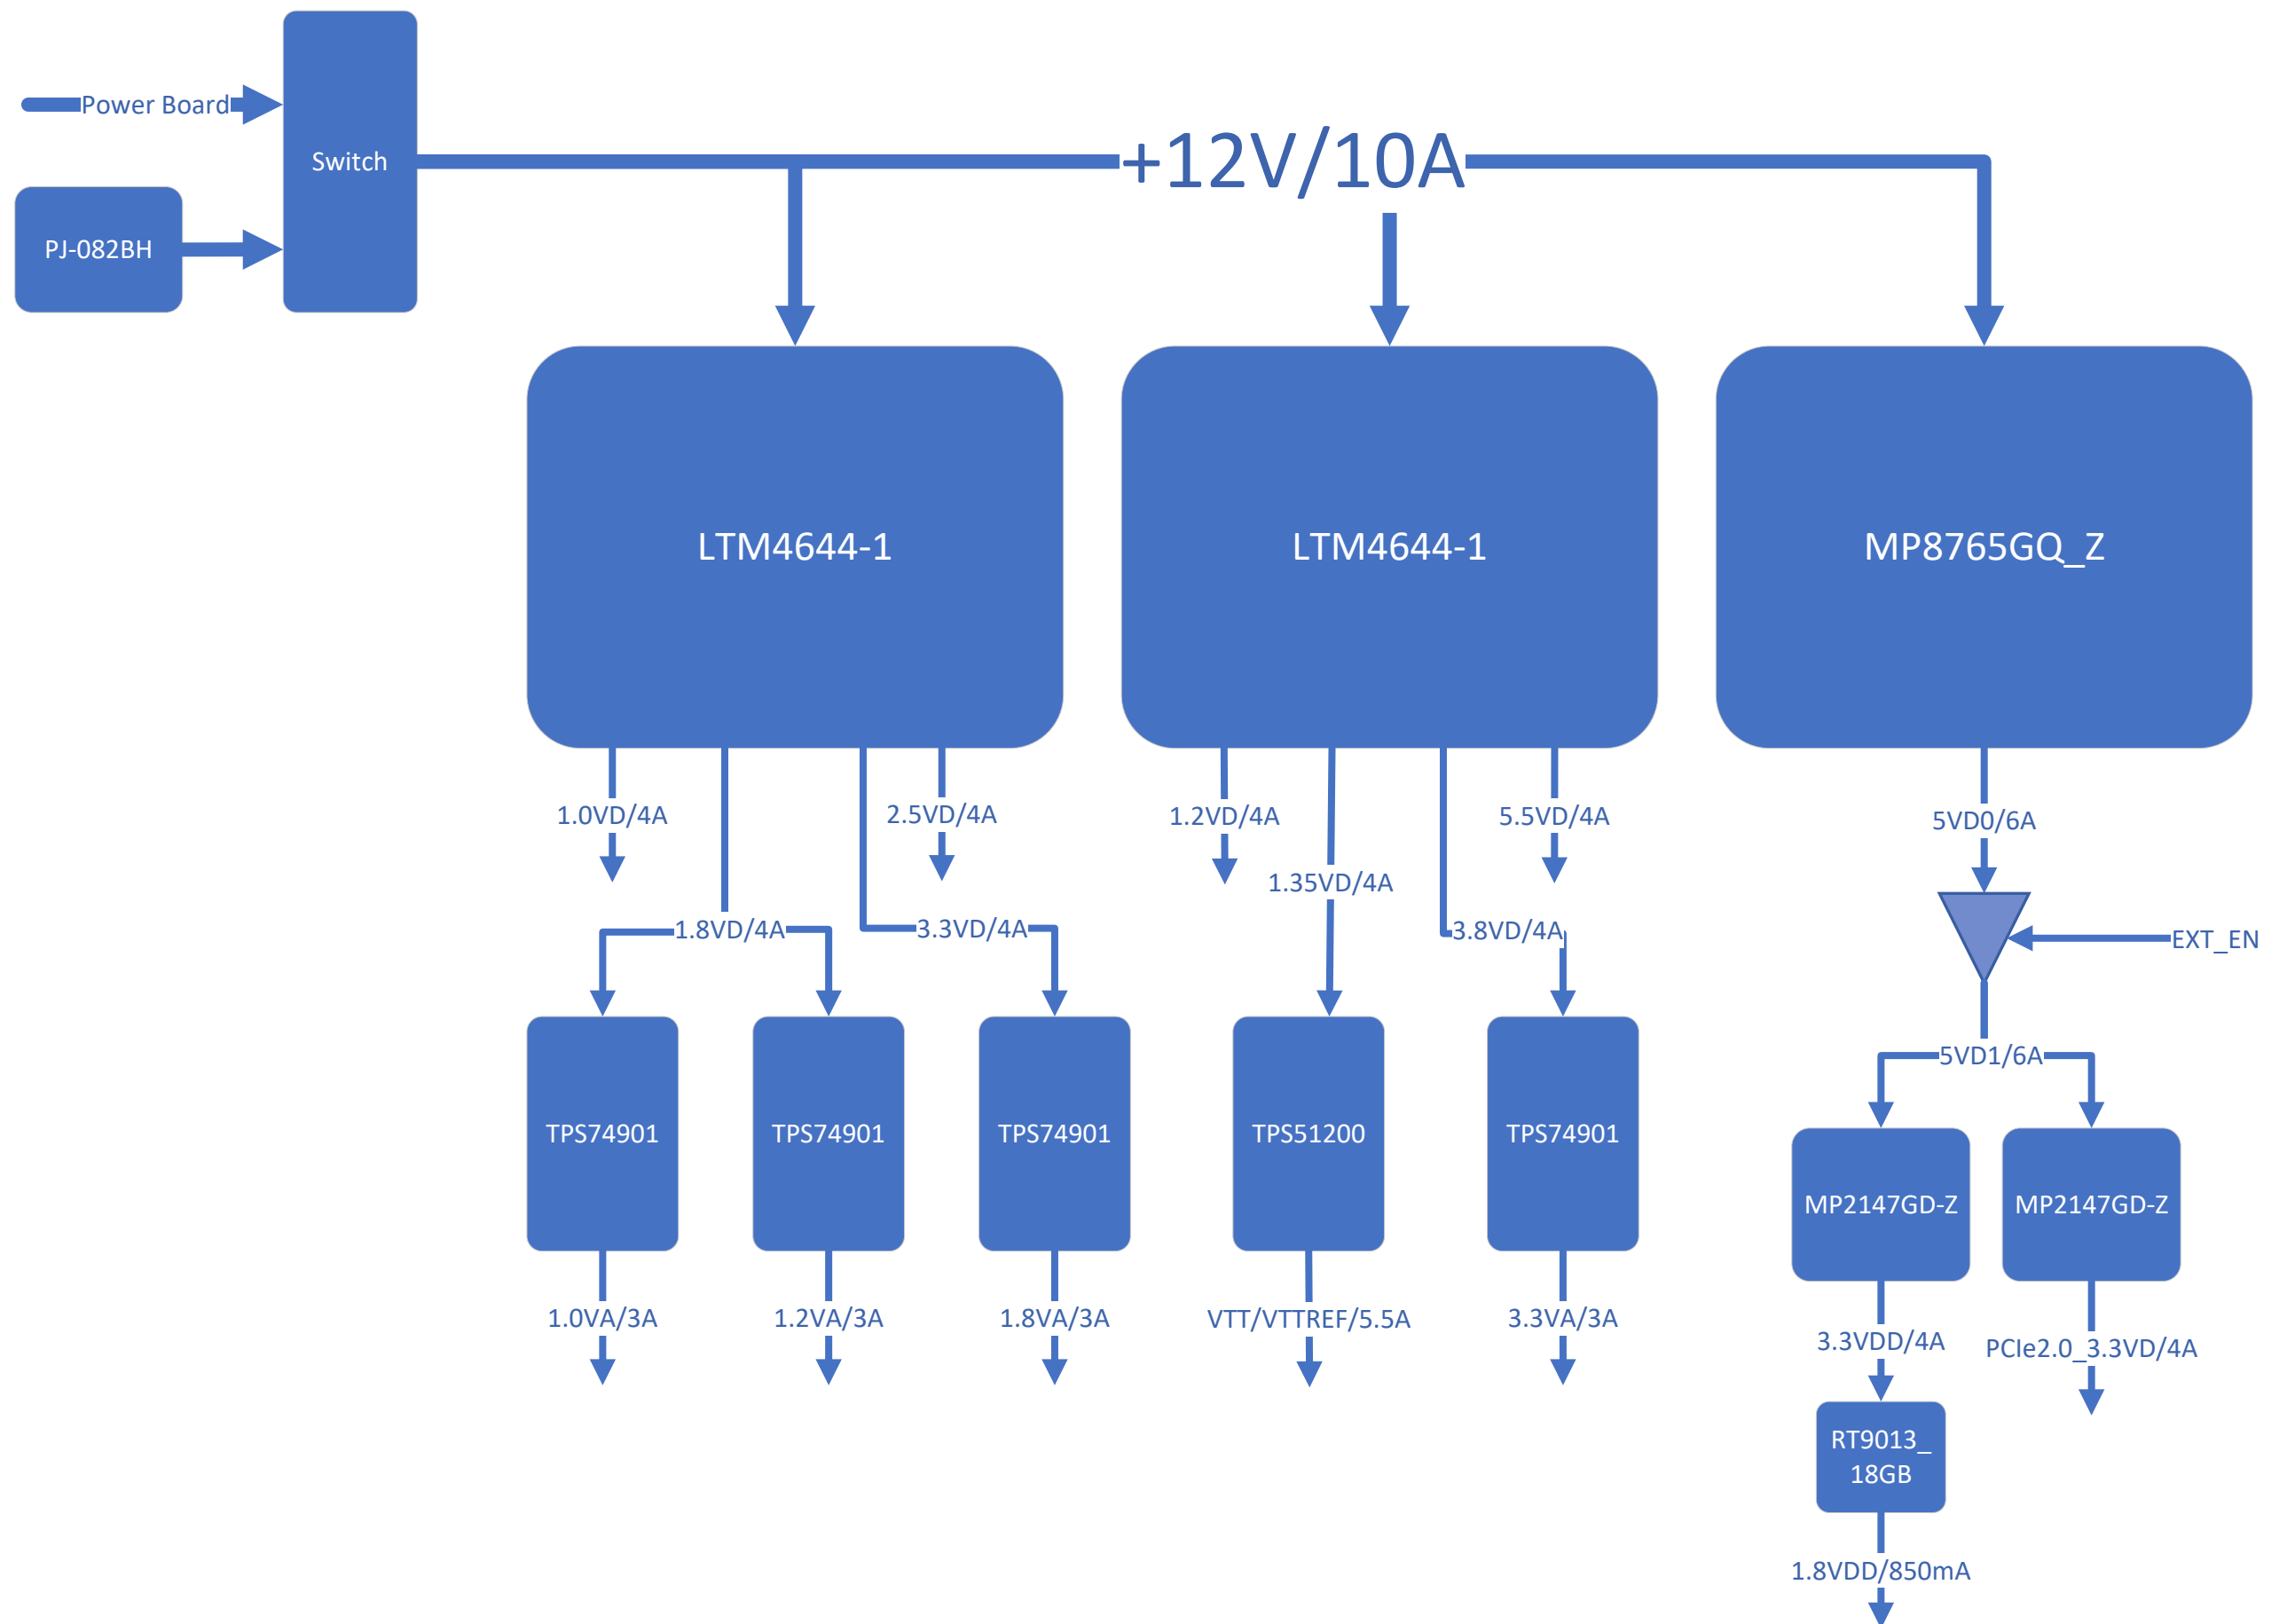 Power Board
Switch
+12V/10A
PJ-082BH
LTM4644-1
LTM4644-1
MP8765GQ_Z
1.0VD/4A
2.5VD/4A
1.2VD/4A
5.5VD/4A
5VD0/6A
1.35VD/4A
1.8VD/4A
3.3VD/4A
3.8VD/4A
EXT_EN
5VD1/6A
TPS74901
TPS74901
TPS74901
TPS51200
TPS74901
MP2147GD-Z
MP2147GD-Z
1.0VA/3A
1.2VA/3A
1.8VA/3A
VTT/VTTREF/5.5A
3.3VA/3A
3.3VDD/4A
PCIe2.0_3.3VD/4A
RT9013_
18GB
1.8VDD/850mA